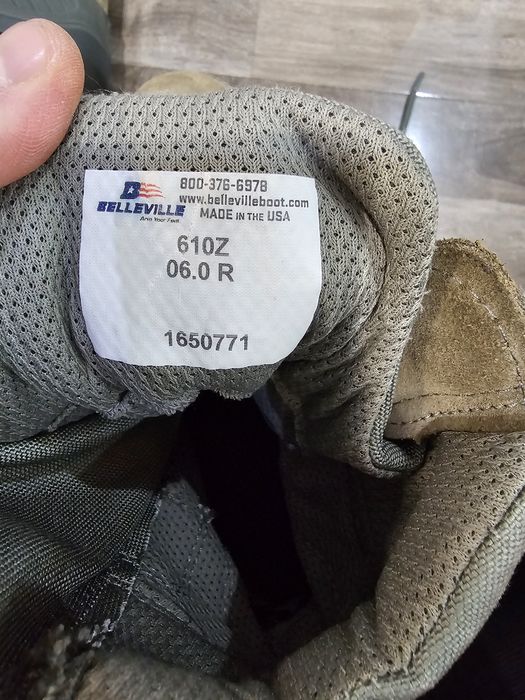 B
800-376-6978
www.bellevilleboot.com
BELLEVILLE
MADE IN THE USA
Arm Your Feet
610Z
06.0 R
1650771